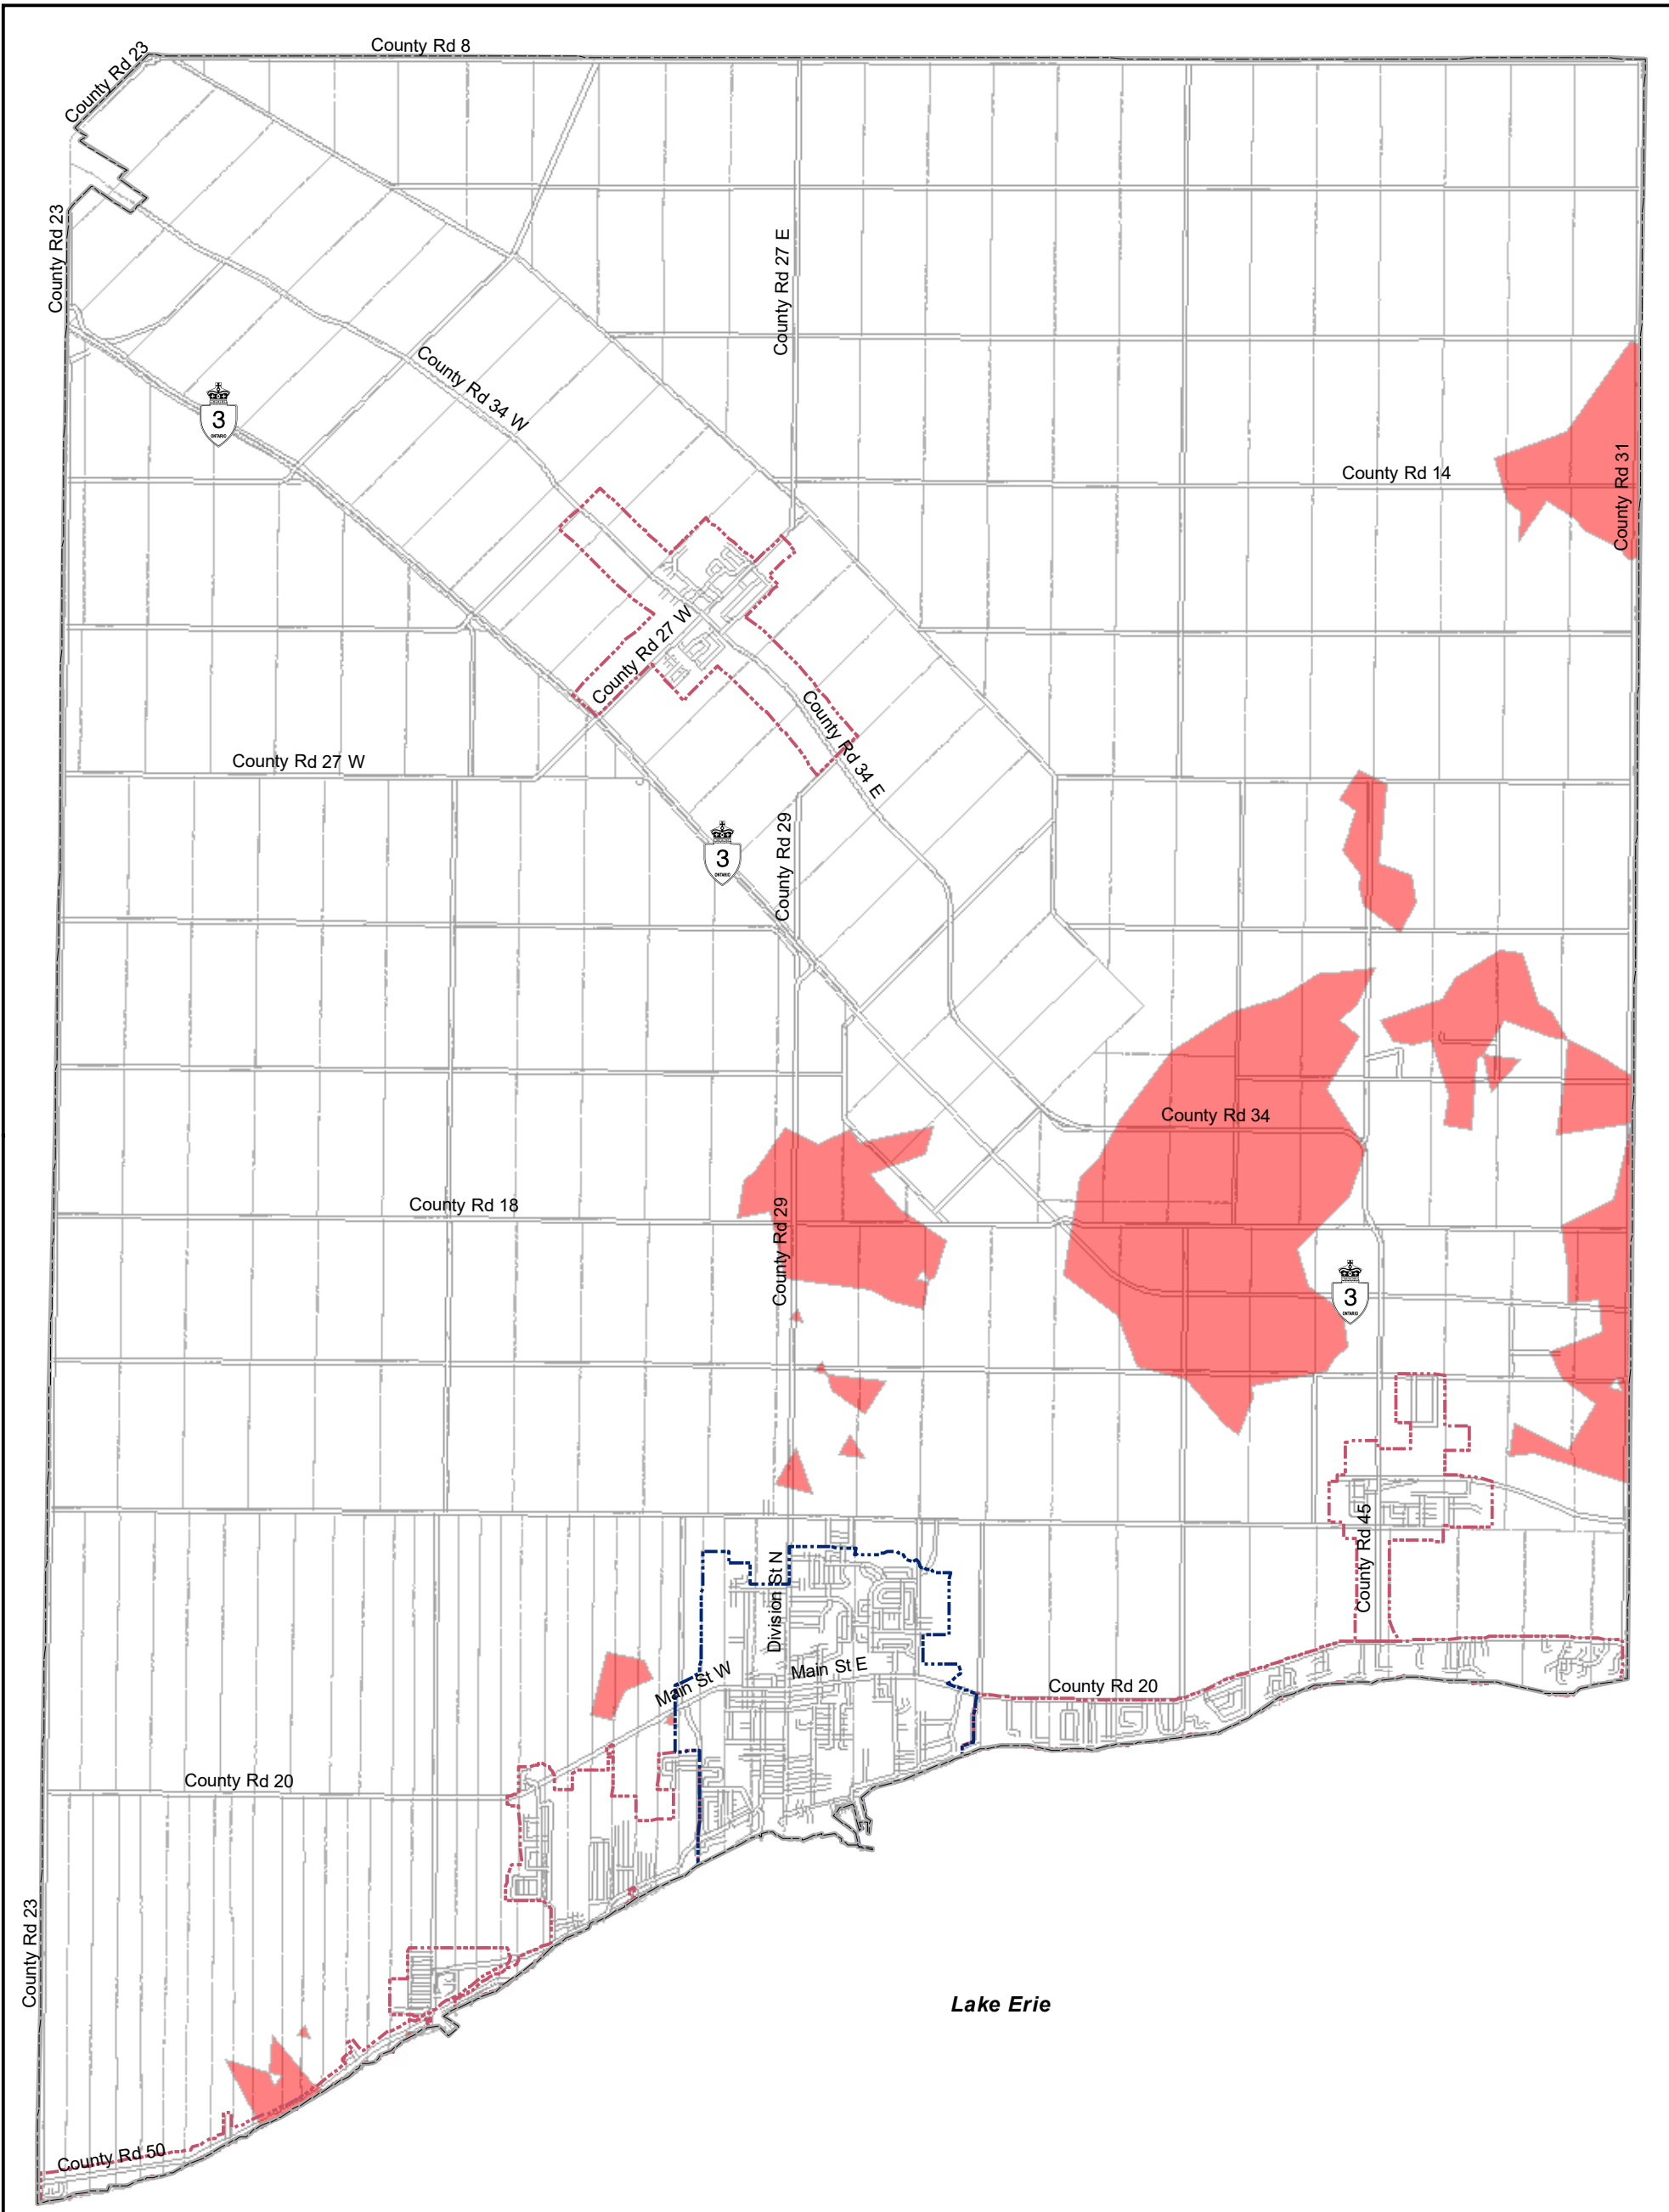 County Rd 8
County Rd 23
County Rd 23
County Rd 27 E
County Rd 34 W
3
ONTARIO
County Rd 14
County Rd 31
County Rd 27 W
County Rd 34 E
County Rd 27 W
3
ONTARIO
County Rd 29
County Rd 34
County Rd 18
County Rd 29
3
ONTARIO
County Rd 45
Division St N
Main St W
Main St E
County Rd 20
County Rd 20
County Rd 23
Lake Erie
County Rd 50